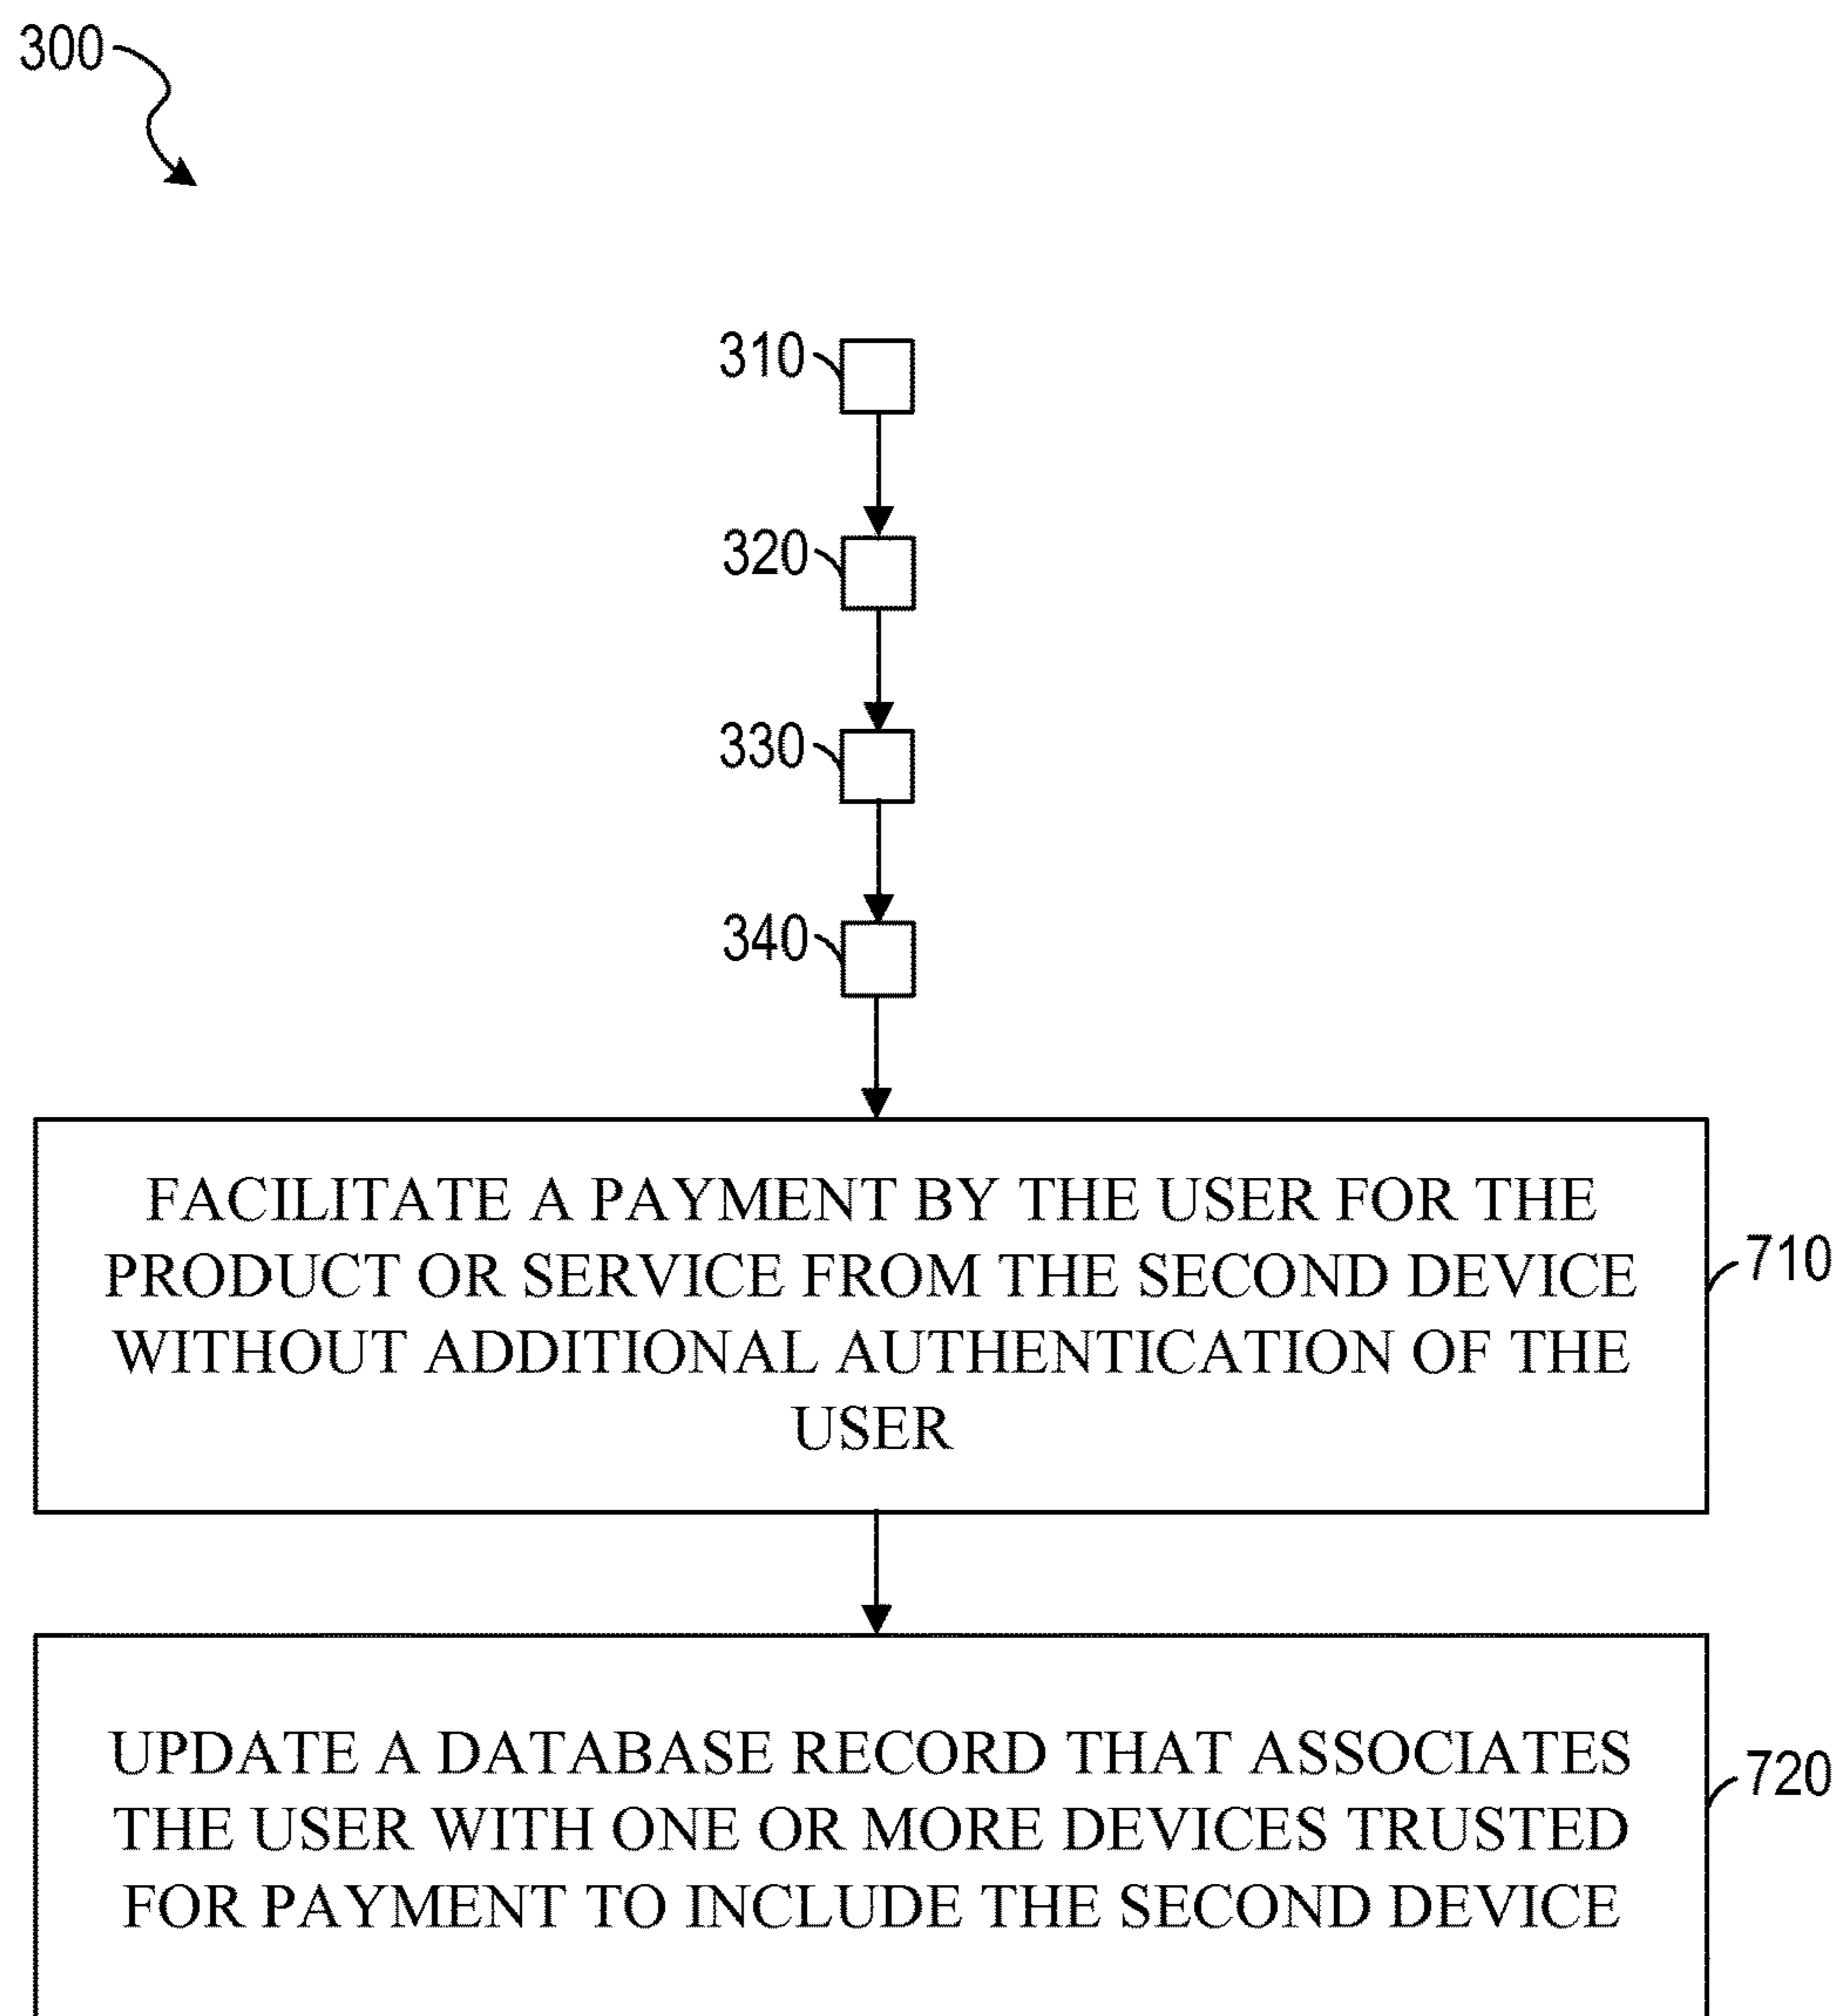 300
310
320
330
340
FACILITATE A PAYMENT BY THE USER FOR THE
PRODUCT OR SERVICE FROM THE SECOND DEVICE
WITHOUT ADDITIONAL AUTHENTICATION OF THE
USER
710
UPDATE A DATABASE RECORD THAT ASSOCIATES
THE USER WITH ONE OR MORE DEVICES TRUSTED
FOR PAYMENT TO INCLUDE THE SECOND DEVICE
720